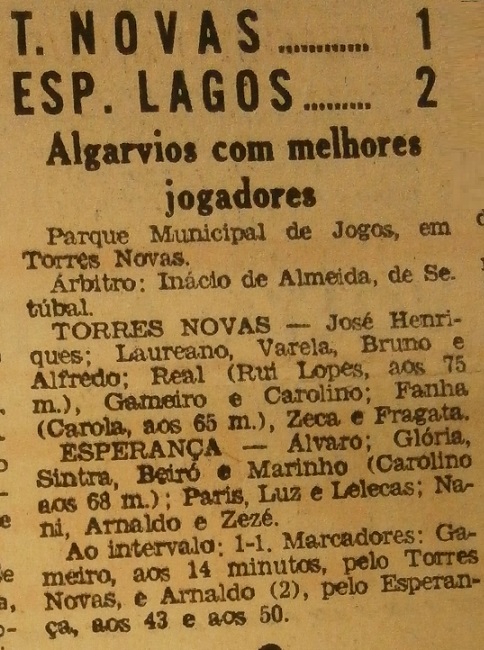 T. NOVAS ............. 1
ESP. LAGOS ......... 2
Algarvios com melhores
jogadores
Parque Municipal de Jogos, em
Torres Novas.
Árbitro: Inácio de Almeida, de Se-
túbal.
TORRES NOVAS — José Henri-
ques; Laureano, Varela, Bruno e
Alfredo; Real (Rui Lopes, aos 75
m.), Gameiro e Carolino; Fanha
(Carola, aos 65 m.), Zeca e Fragata.
ESPERANÇA — Alvaro; Glória,
Sintra, Beiró e Marinho (Carolino
aos 68 m.); Paris, Luz e Lelecas; Na-
ni, Arnaldo e Zezé.
Ao intervalo: 1-1. Marcadores: Ga-
meiro, aos 14 minutos, pelo Torres
Novas, e Arnaldo (2), pelo Esperan-
ça, aos 43 e aos 50.